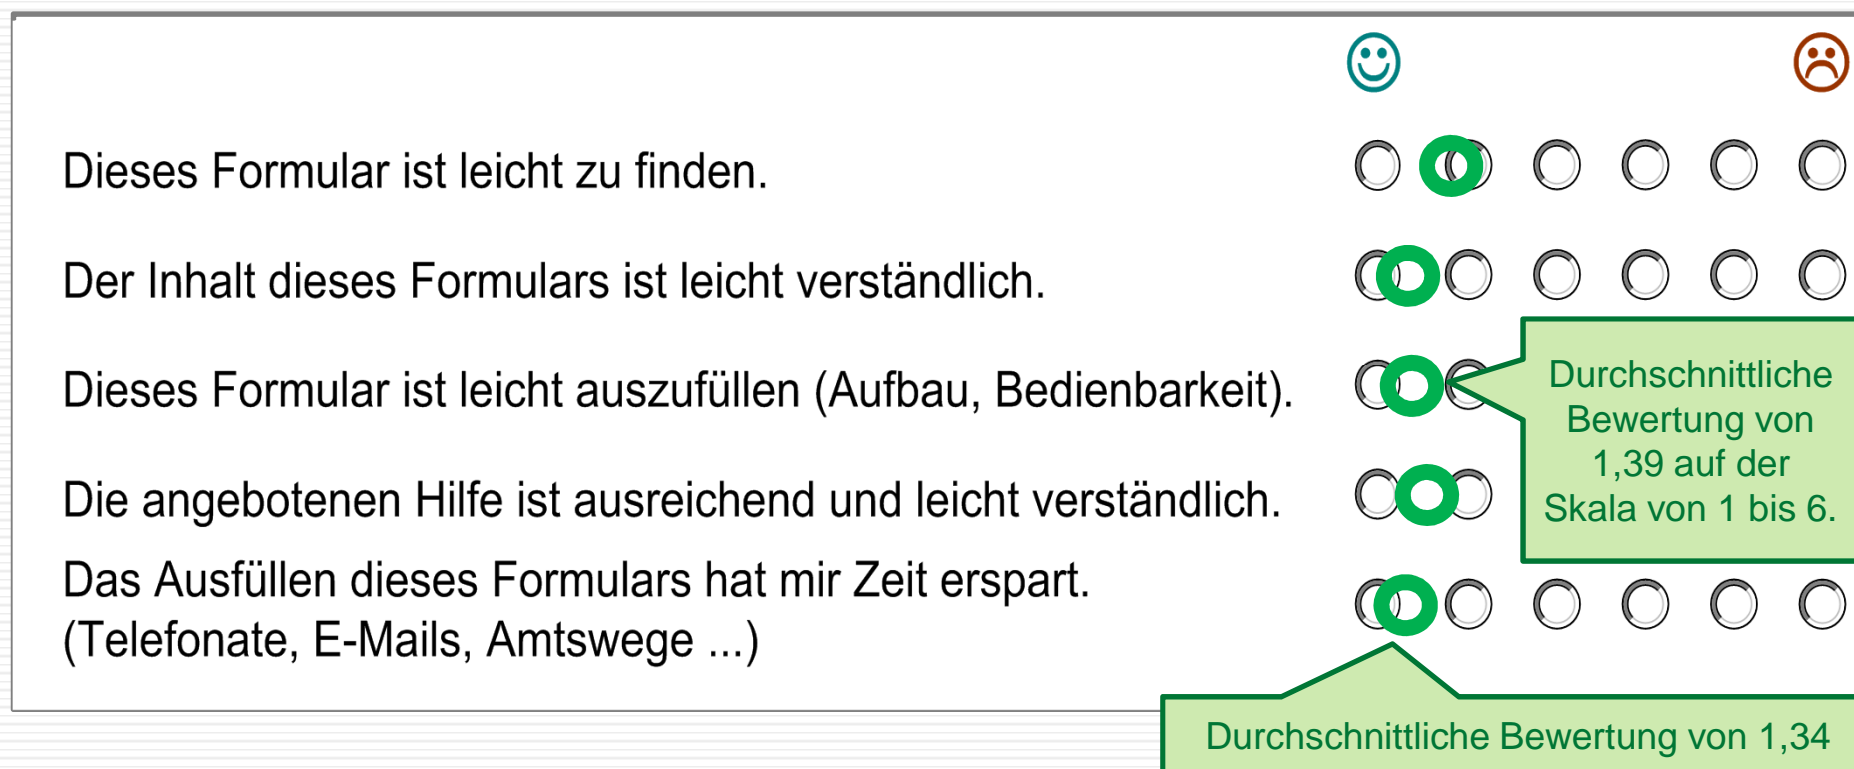 Dieses Formular ist leicht zu finden.
Der Inhalt dieses Formulars ist leicht verständlich.
Dieses Formular ist leicht auszufüllen (Aufbau, Bedienbarkeit).
Durchschnittliche
Bewertung von
1,39 auf der
Skala von 1 bis 6.
Die angebotenen Hilfe ist ausreichend und leicht verständlich.
Das Ausfüllen dieses Formulars hat mir Zeit erspart.
(Telefonate, E-Mails, Amtswege ...)
Durchschnittliche Bewertung von 1,34